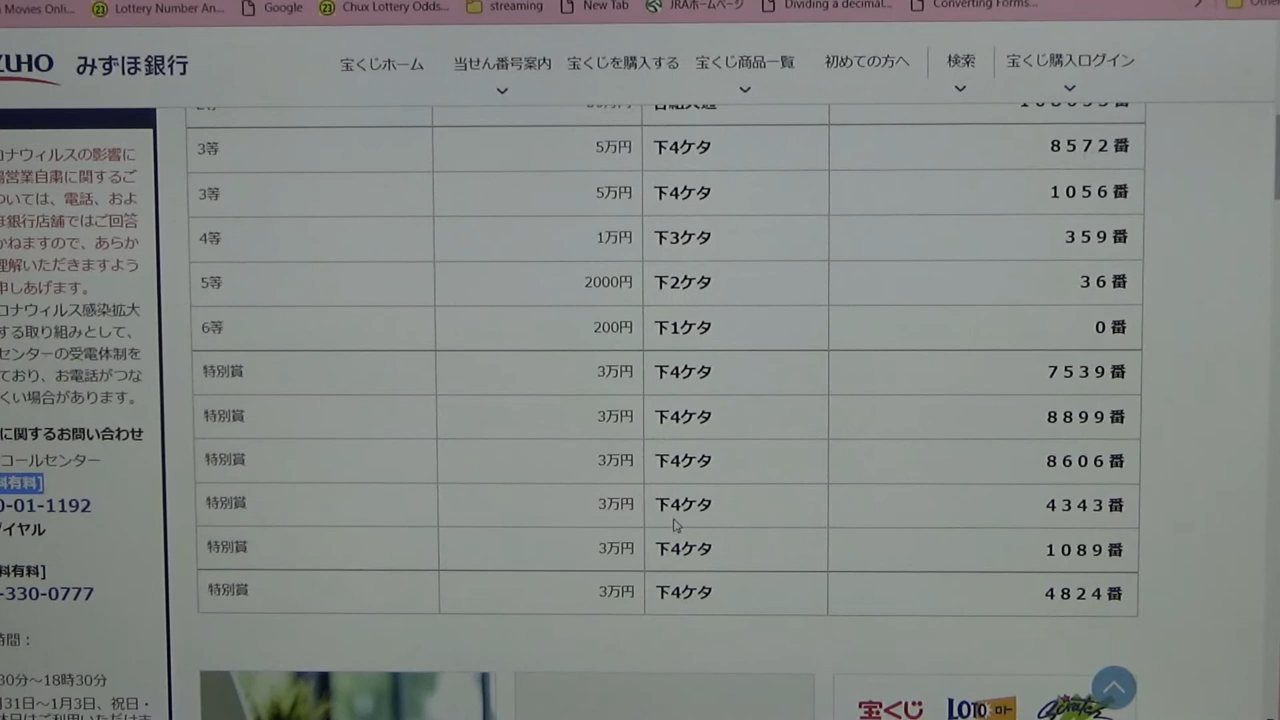 Movies Onli...
Lottery Number An...
Google
Chux Lottery Odds...
streaming
New Tab
JRAホームページ
Dividing a decimal...
Converting Forms...
みずほ銀行
宝くじホーム 当せん番号案内 宝くじを購入する 宝くじ商品一覧 初めての方へ 検索 宝くじ購入ログイン
3等 5万円 下4ケタ 8572番
3等 5万円 下4ケタ 1056番
4等 1万円 下3ケタ 359番
5等 2000円 下2ケタ 36番
6等 200円 下1ケタ 0番
特別賞 3万円 下4ケタ 7539番
特別賞 3万円 下4ケタ 8899番
特別賞 3万円 下4ケタ 8606番
特別賞 3万円 下4ケタ 4343番
特別賞 3万円 下4ケタ 1089番
特別賞 3万円 下4ケタ 4824番
ナウィルスの影響に
営業自粛に関するご
ついては、電話、およ
ほ銀行店舗ではご回答
かねますので、あらか
理解いただきますよう
申しあげます。
ロナウィルス感染拡大
する取り組みとして、
センターの受電体制を
ており、お電話がつな
くい場合があります。
に関するお問い合わせ
コールセンター
料有料]
0-01-1192
イヤル
料有料]
-330-0777
時間：
30分～18時30分
月31日～1月3日、祝日・
宝くじ
LOTO